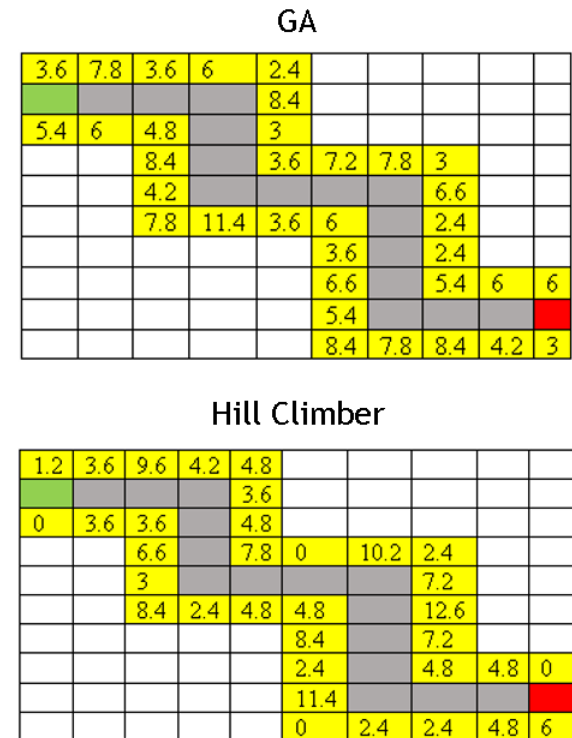 GA
3.6 7.8 3.6 6 2.4
8.4
5.4 6 4.8 3
8.4 3.6 7.2 7.8 3
4.2 6.6
7.8 11.4 3.6 6 2.4
3.6 2.4
6.6 5.4 6 6
5.4
8.4 7.8 8.4 4.2 3
Hill Climber
1.2 3.6 9.6 4.2 4.8
3.6
0 3.6 3.6 4.8
6.6 7.8 0 10.2 2.4
3 7.2
8.4 2.4 4.8 4.8 12.6
8.4 7.2
2.4 4.8 4.8 0
11.4
0 2.4 2.4 4.8 6